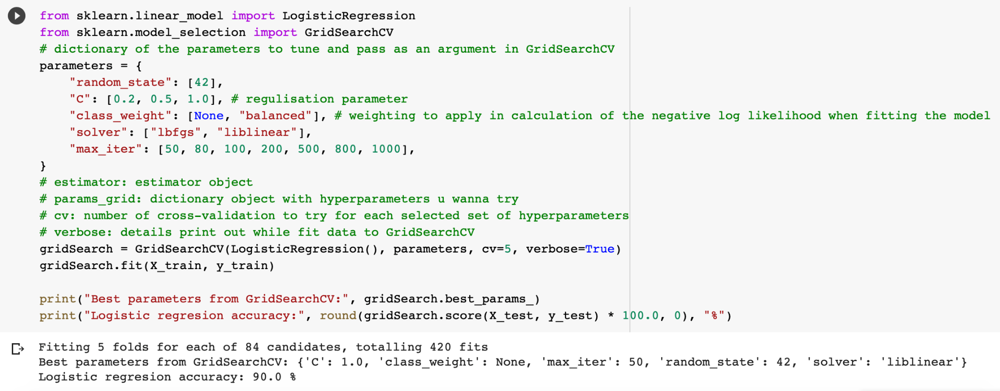 from sklearn.linear_model import LogisticRegression
from sklearn.model_selection import GridSearchCV
# dictionary of the parameters to tune and pass as an argument in GridSearchCV
parameters = {
    "random_state": [42],
    "C": [0.2, 0.5, 1.0], # regulisation parameter
    "class_weight": [None, "balanced"], # weighting to apply in calculation of the negative log likelihood when fitting the model
    "solver": ["lbfgs", "liblinear"],
    "max_iter": [50, 80, 100, 200, 500, 800, 1000],
}
# estimator: estimator object
# params_grid: dictionary object with hyperparameters u wanna try
# cv: number of cross-validation to try for each selected set of hyperparameters
# verbose: details print out while fit data to GridSearchCV
gridSearch = GridSearchCV(LogisticRegression(), parameters, cv=5, verbose=True)
gridSearch.fit(X_train, y_train)

print("Best parameters from GridSearchCV:", gridSearch.best_params_)
print("Logistic regresion accuracy:", round(gridSearch.score(X_test, y_test) * 100.0, 0), "%")
Fitting 5 folds for each of 84 candidates, totalling 420 fits
Best parameters from GridSearchCV: {'C': 1.0, 'class_weight': None, 'max_iter': 50, 'random_state': 42, 'solver': 'liblinear'}
Logistic regresion accuracy: 90.0 %